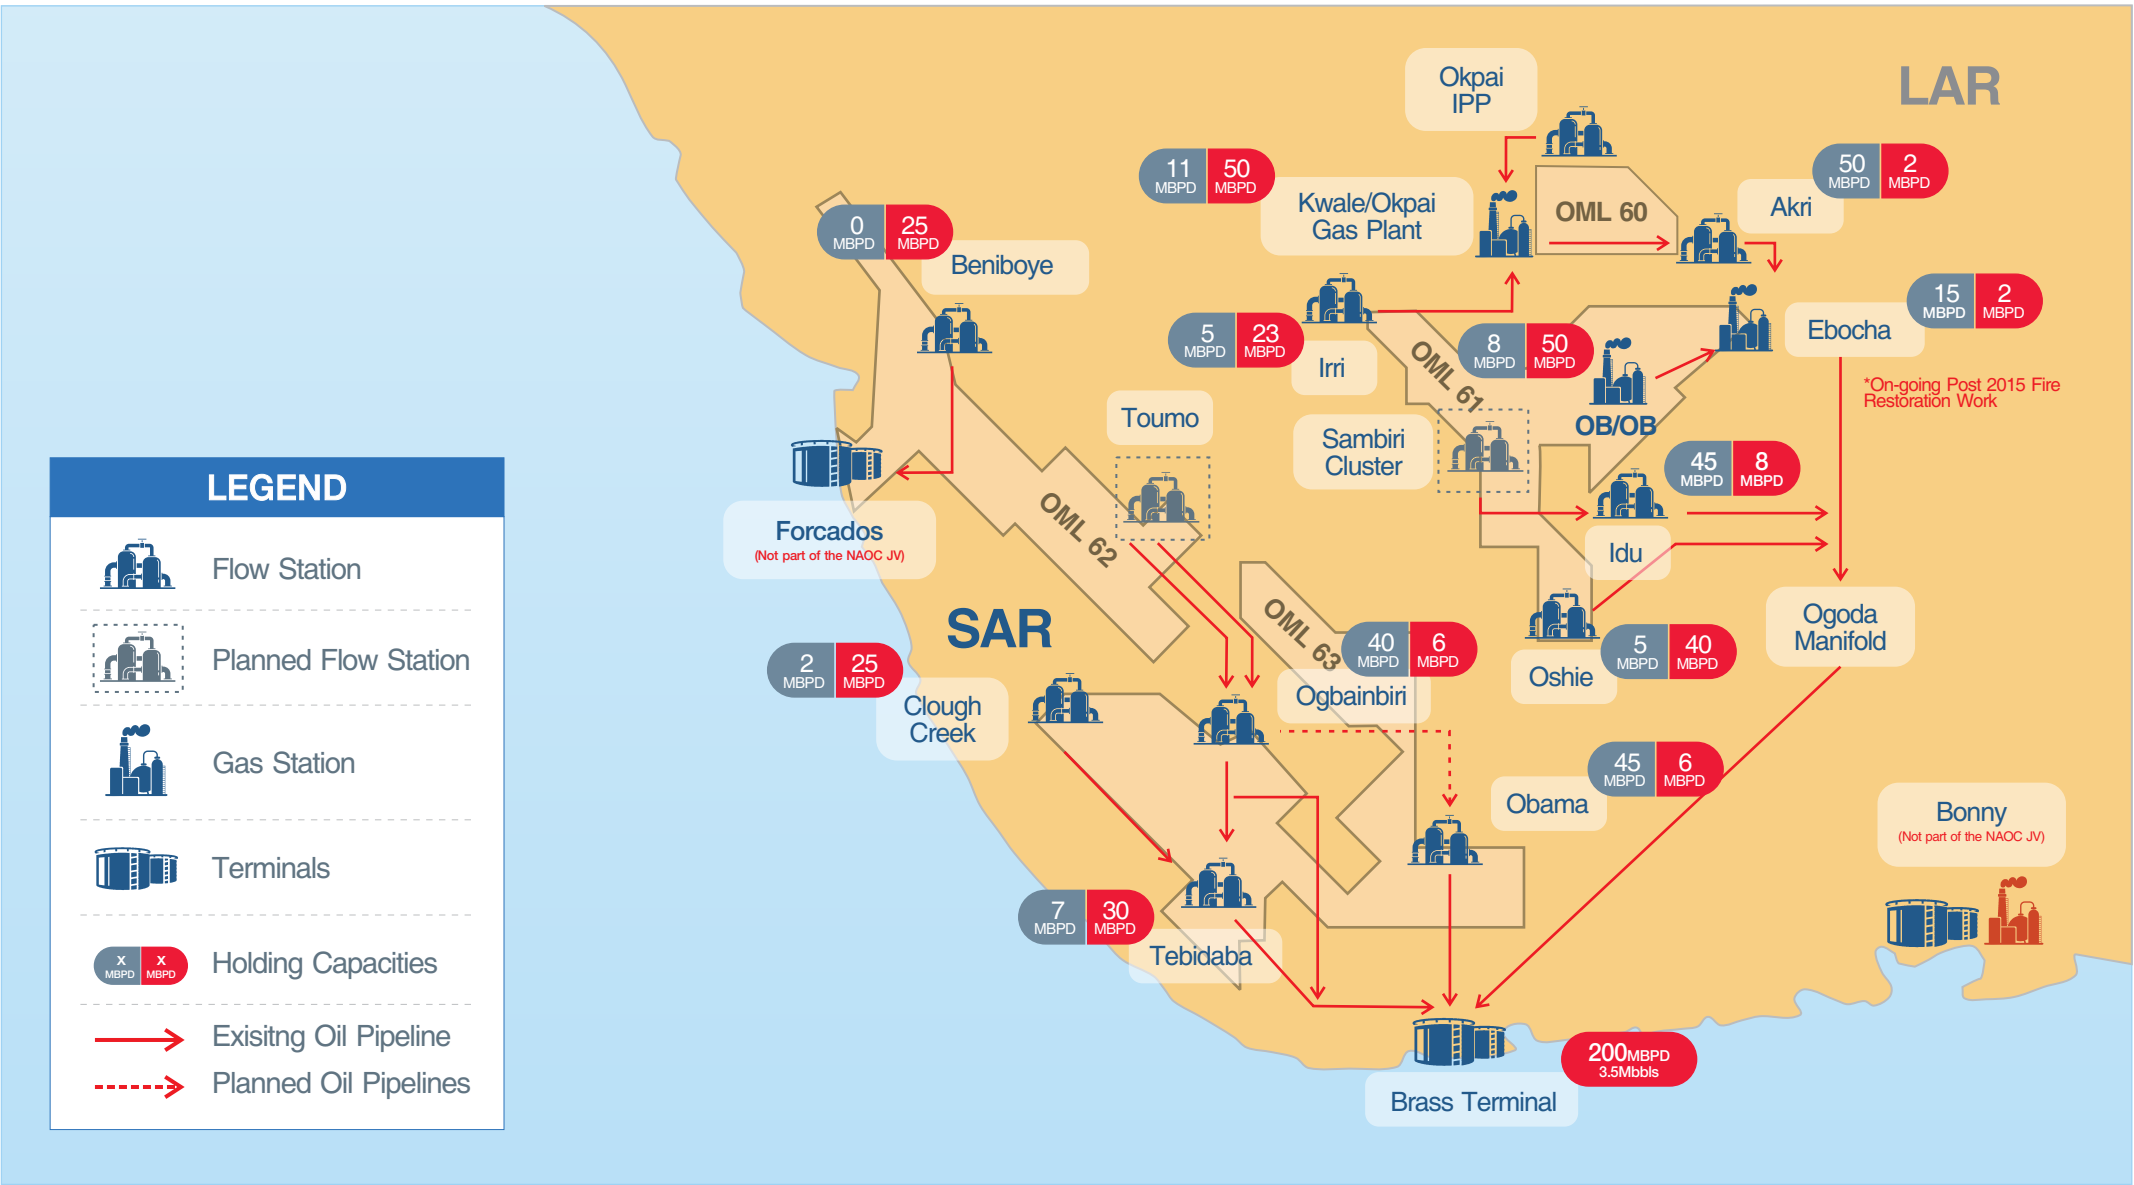 LAR
Okpai
IPP
11
MBPD
50
MBPD
Kwale/Okpai
Gas Plant
OML 60
Akri
50
MBPD
2
MBPD
0
MBPD
25
MBPD
Beniboye
5
MBPD
23
MBPD
Irri
OML 61
8
MBPD
50
MBPD
OB/OB
Ebocha
15
MBPD
2
MBPD
*On-going Post 2015 Fire
Restoration Work
Toumo
Sambiri
Cluster
45
MBPD
8
MBPD
Idu
Forcados
(Not part of the NAOC JV)
OML 62
SAR
OML 63
40
MBPD
6
MBPD
Ogbainbiri
Oshie
5
MBPD
40
MBPD
Ogoda
Manifold
2
MBPD
25
MBPD
Clough
Creek
45
MBPD
6
MBPD
Obama
Bonny
(Not part of the NAOC JV)
7
MBPD
30
MBPD
Tebidaba
200MBPD
3.5Mbbls
Brass Terminal
LEGEND
Flow Station
Planned Flow Station
Gas Station
Terminals
x
MBPD
x
MBPD
Holding Capacities
Exisitng Oil Pipeline
Planned Oil Pipelines